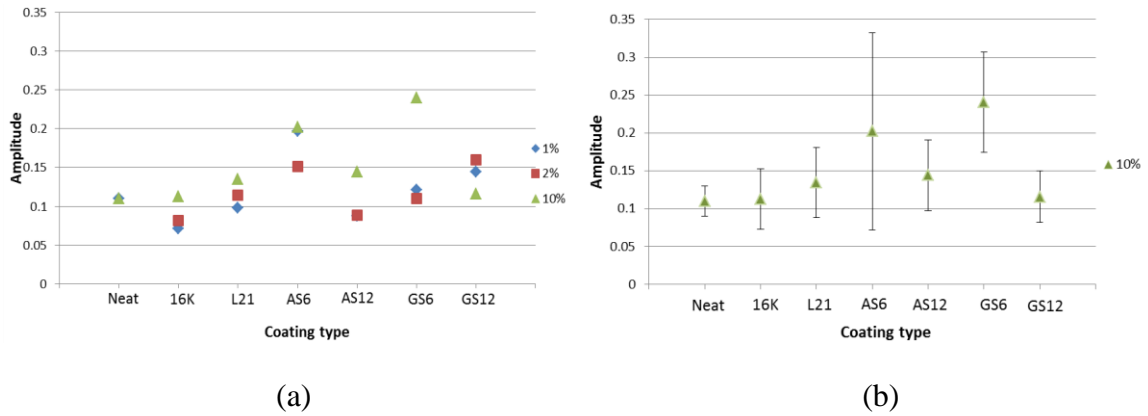 0.35
0.3
0.25
0.2
0.15
0.1
0.05
0
Amplitude
Neat 16K L21 AS6 AS12 GS6 GS12
Coating type
1%
2%
10%
(a)
0.35
0.3
0.25
0.2
0.15
0.1
0.05
0
Amplitude
Neat 16K L21 AS6 AS12 GS6 GS12
Coating type
10%
(b)